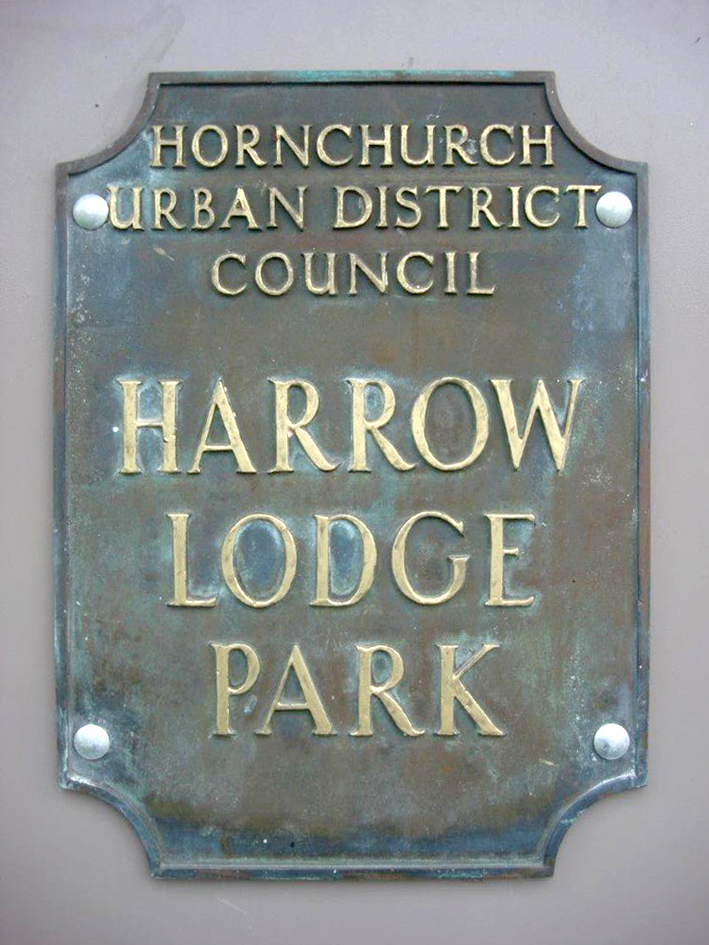 HORNCHURCH
URBAN DISTRICT
COUNCIL
HARROW
LODGE
PARK